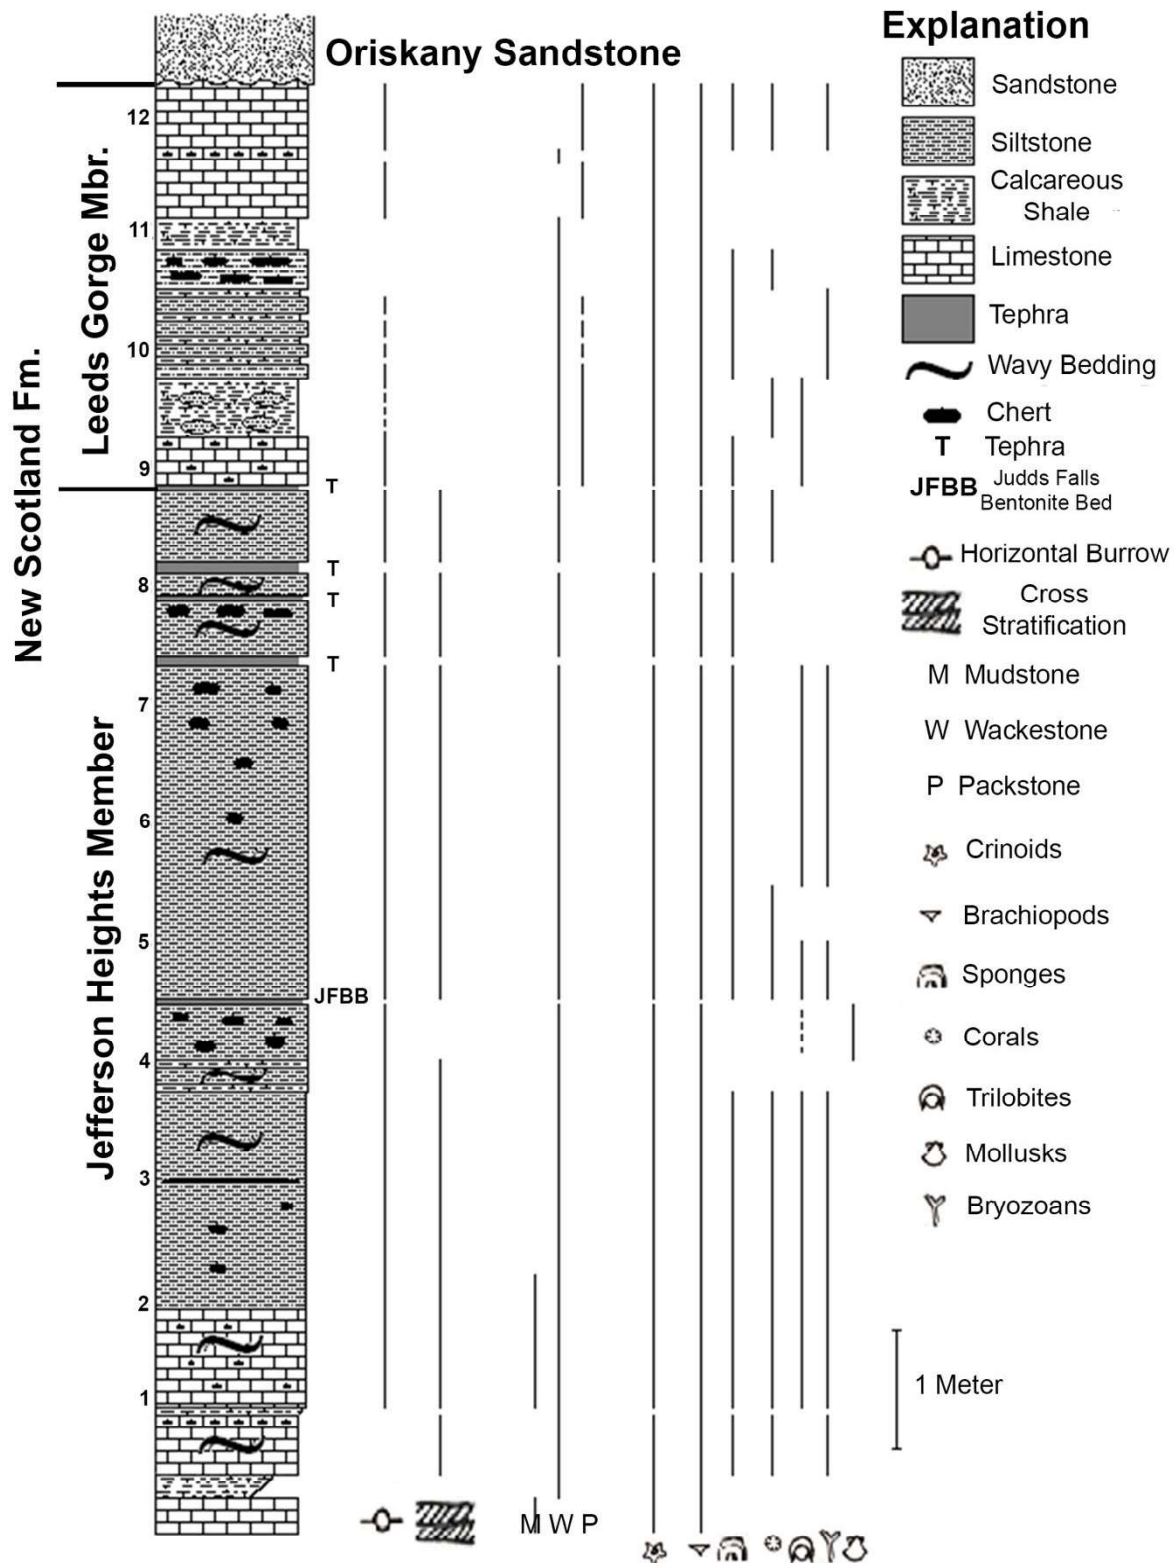 Oriskany Sandstone
New Scotland Fm.
Leeds Gorge Mbr.
Jefferson Heights Member
12
11
10
9
T
T
8
T
T
7
6
5
JFBB
4
3
2
1
M W P
Explanation
Sandstone
Siltstone
Calcareous
Shale
Limestone
Tephra
Wavy Bedding
Chert
T Tephra
JFBB Judds Falls
Bentonite Bed
Horizontal Burrow
Cross
Stratification
M Mudstone
W Wackestone
P Packstone
Crinoids
Brachiopods
Sponges
Corals
Trilobites
Mollusks
Bryozoans
1 Meter